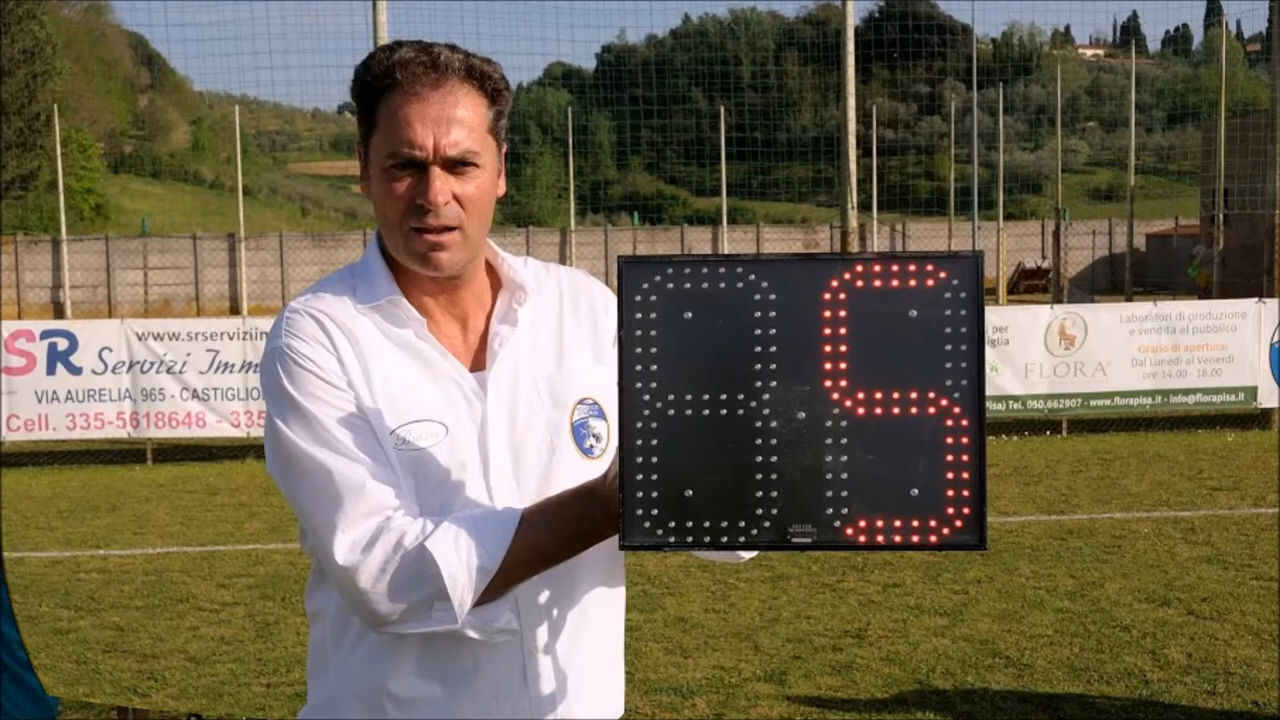 SR
www.srserviziim
Servizi Imm
VIA AURELIA, 965 - CASTIGLIO
Cell. 335-5618648 - 335
5
per
iglia
FLORA
Laboratori di produzione
e vendita al pubblico
Orario di apertura:
Dal Lunedì al Venerdì
ore 14.00 - 18.00
Pisa) Tel. 050.662907 - www.florapisa.it - info@florapisa.it